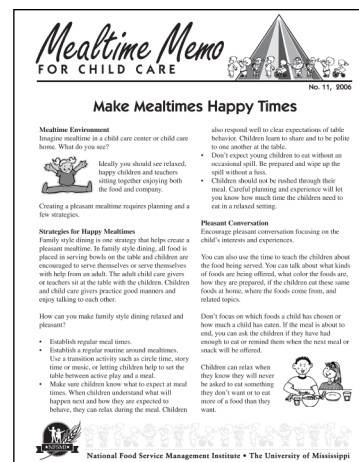 Mealtime Memo
FOR CHILD CARE
No. 11, 2006
Make Mealtimes Happy Times
Mealtime Environment
Imagine mealtime in a child care center or child care
home. What do you see?
Ideally you should see relaxed,
happy children and teachers
sitting together enjoying both
the food and company.
Creating a pleasant mealtime requires planning and a
few strategies.
Strategies for Happy Mealtimes
Family style dining is one strategy that helps create a
pleasant mealtime. In family style dining, all food is
placed in serving bowls on the table and children are
encouraged to serve themselves or serve themselves
with help from an adult. The adult child care givers
or teachers sit at the table with the children. Children
and child care givers practice good manners and
enjoy talking to each other.
How can you make family style dining relaxed and
pleasant?
• Establish regular meal times.
• Establish a regular routine around mealtimes.
Use a transition activity such as circle time, story
time or music, or letting children help to set the
table between active play and a meal.
• Make sure children know what to expect at meal
times. When children understand what will
happen next and how they are expected to
behave, they can relax during the meal. Children
also respond well to clear expectations of table
behavior. Children learn to share and to be polite
to one another at the table.
• Don't expect young children to eat without an
occasional spill. Be prepared and wipe up the
spill without a fuss.
• Children should not be rushed through their
meal. Careful planning and experience will let
you know how much time the children need to
eat in a relaxed setting.
Pleasant Conversation
Encourage pleasant conversation focusing on the
child's interests and experiences.
You can also use the time to teach the children about
the food being served. You can talk about what kinds
of foods are being offered, what color the foods are,
how they are prepared, if the children eat these same
foods at home, where the foods come from, and
related topics.
Don't focus on which foods a child has chosen or
how much a child has eaten. If the meal is about to
end, you can ask the children if they have had
enough to eat or remind them when the next meal or
snack will be offered.
Children can relax when
they know they will never
be asked to eat something
they don't want to or eat
more of a food than they
want.
NFSMI
National Food Service Management Institute • The University of Mississippi